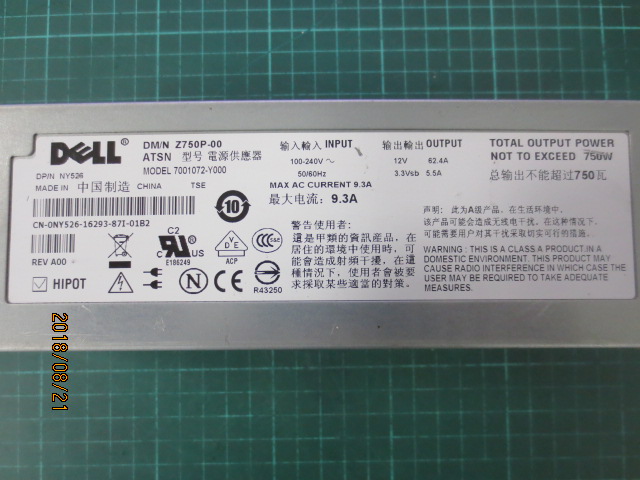 DELL®
DP/N NY526
MADE IN 中国制造 CHINA TSE
DM/N Z750P-00
ATSN 型号 電源供應器
MODEL 7001072-Y000
CN-0NY526-16293-87I-01B2
REV A00
HIPOT
10
C2
C US
E186249
VDE
ACP
CCC
N
CE
R43250
输入輸入 INPUT
100-240V ～
50/60Hz
MAX AC CURRENT 9.3A
最大电流: 9.3A
输出輸出 OUTPUT
12V 62.4A
3.3Vsb 5.5A
TOTAL OUTPUT POWER
NOT TO EXCEED 750W
总输出不能超过750瓦
警告使用者:
這是甲類的資訊產品，在
居住的環境中使用時，可
能會造成射頻干擾，在這
種情況下，使用者會被要
求採取某些適當的對策。
声明: 此为A级产品，在生活环境中，
该产品可能会造成无线电干扰，在这种情况下，
可能需要用户对其干扰采取切实可行的措施。
WARNING : THIS IS A CLASS A PRODUCT.IN A
DOMESTIC ENVIRONMENT, THIS PRODUCT MAY
CAUSE RADIO INTERFERENCE IN WHICH CASE THE
USER MAY BE REQUIRED TO TAKE ADEQUATE
MEASURES.
2018/08/21